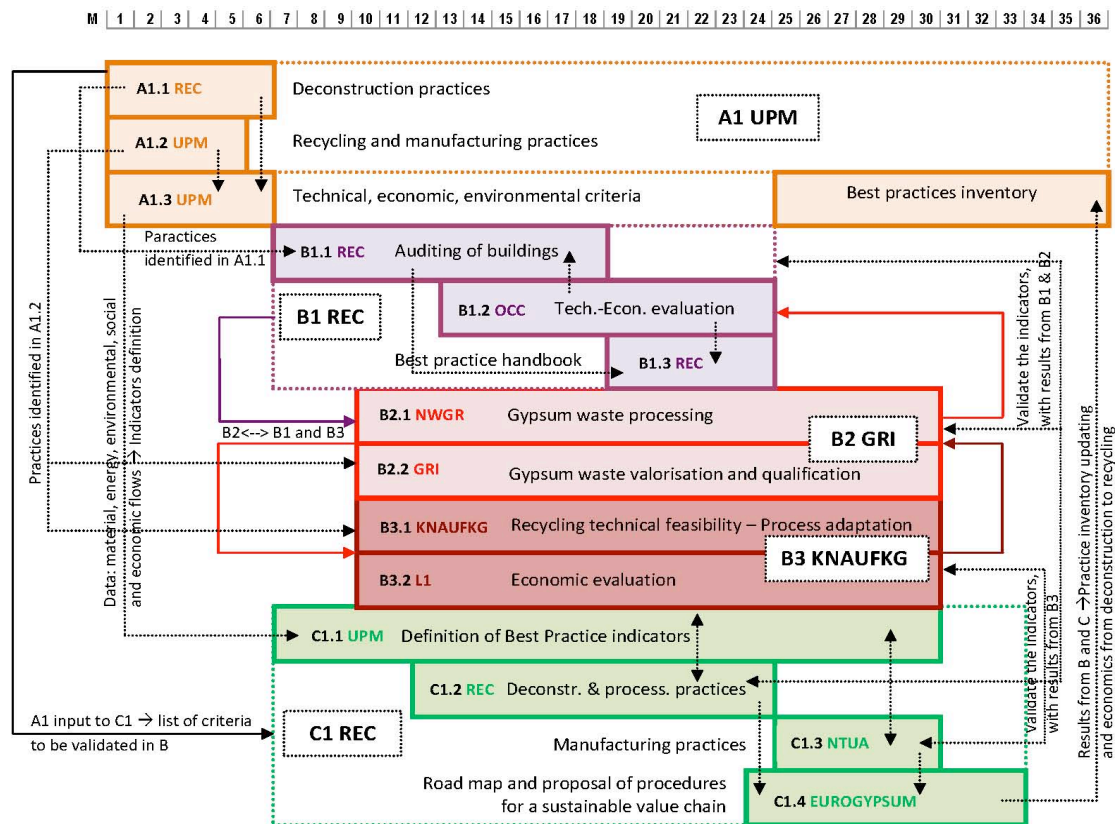 M 1 2 3 4 5 6 7 8 9 10 11 12 13 14 15 16 17 18 19 20 21 22 23 24 25 26 27 28 29 30 31 32 33 34 35 36
A1.1 REC
Deconstruction practices
A1 UPM
A1.2 UPM
Recycling and manufacturing practices
A1.3 UPM
Technical, economic, environmental criteria
Best practices inventory
Paractices
identified in A1.1
B1.1 REC
Auditing of buildings
B1.2 OCC
Tech.-Econ. evaluation
B1 REC
Best practice handbook
B1.3 REC
B2.1 NWGR
Gypsum waste processing
B2 GRI
B2<--> B1 and B3
B2.2 GRI
Gypsum waste valorisation and qualification
B3.1 KNAUFKG
Recycling technical feasibility – Process adaptation
B3 KNAUFKG
B3.2 L1
Economic evaluation
C1.1 UPM
Definition of Best Practice indicators
C1.2 REC
Deconstr. & process. practices
A1 input to C1 → list of criteria
to be validated in B
C1 REC
Manufacturing practices
C1.3 NTUA
Road map and proposal of procedures
for a sustainable value chain
C1.4 EUROGYPSUM
Practices identified in A1.2
Data: material, energy, environmental, social
and economic flows → Indicators definition
Validate the indicators,
with results from B1 & B2
Validate the indicators,
with results from B3
Results from B and C → Practice inventory updating
and economics from deconstruction to recycling